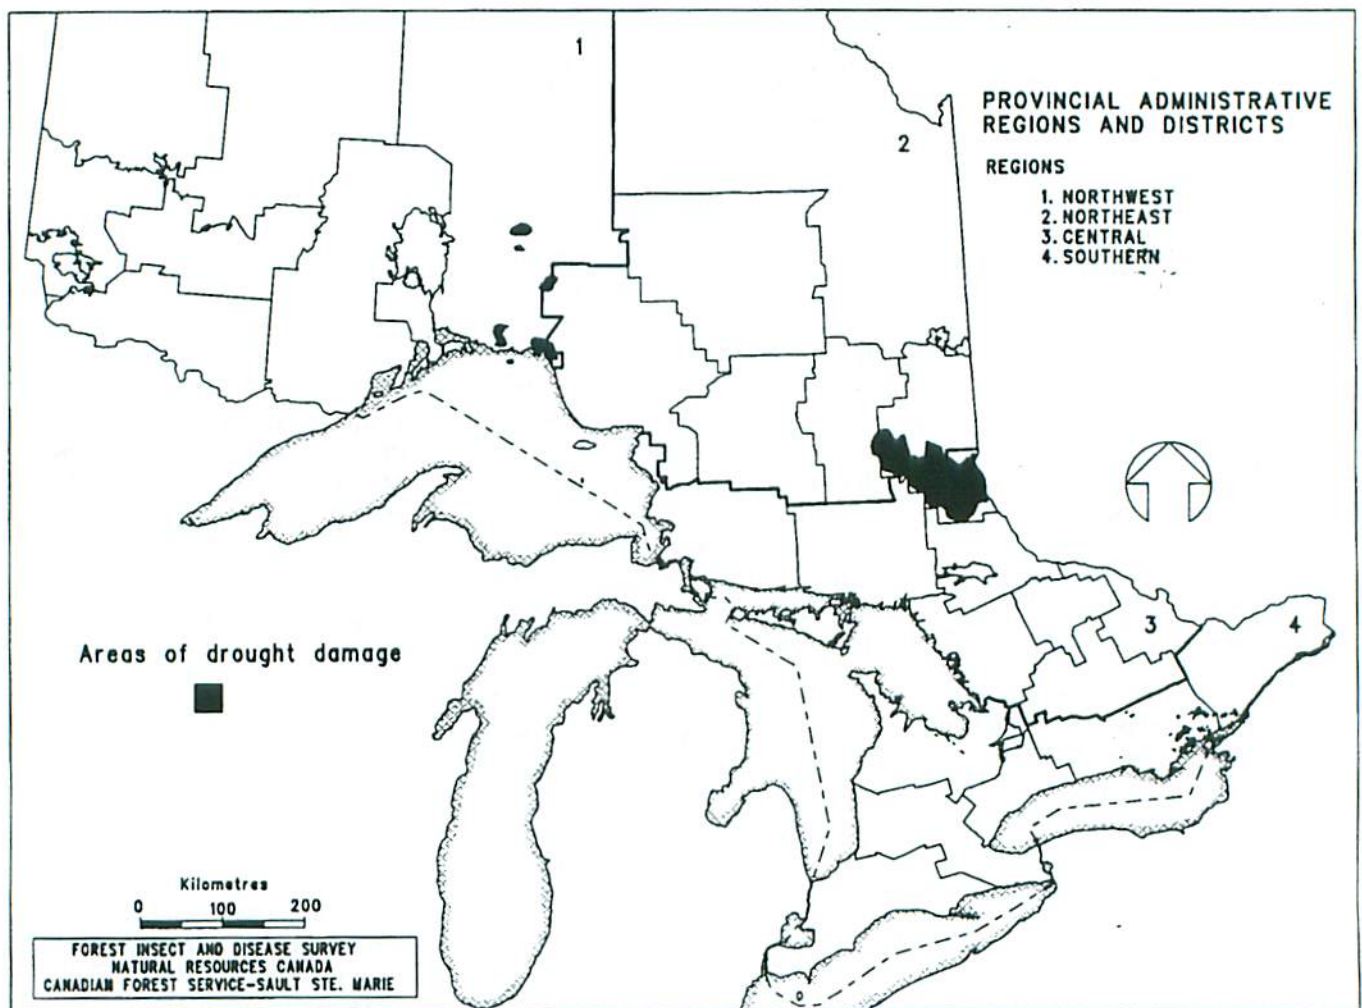 1
PROVINCIAL ADMINISTRATIVE
REGIONS AND DISTRICTS
2
REGIONS
1. NORTHWEST
2. NORTHEAST
3. CENTRAL
4. SOUTHERN
3
4
Areas of drought damage
Kilometres
0 100 200
FOREST INSECT AND DISEASE SURVEY
NATURAL RESOURCES CANADA
CANADIAN FOREST SERVICE-SAULT STE. MARIE